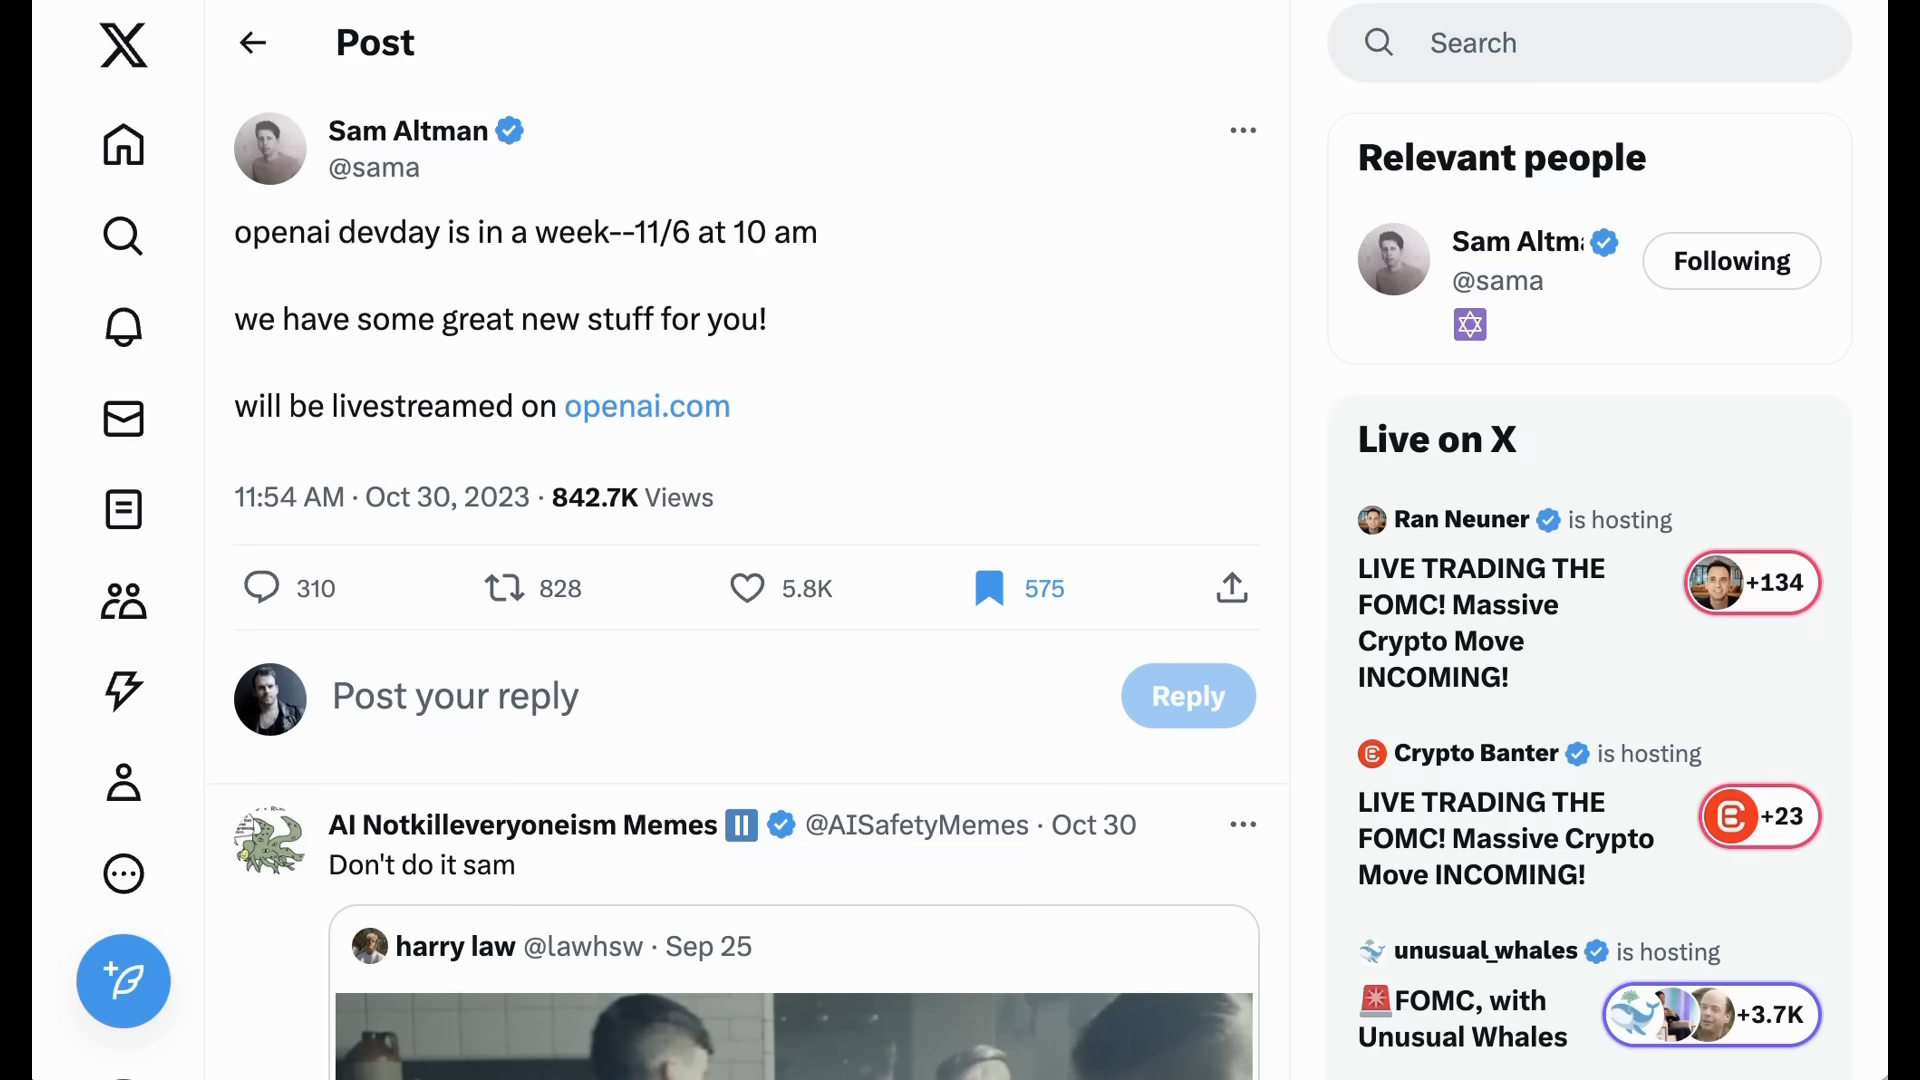 Post
Sam Altman
@sama
openai devday is in a week--11/6 at 10 am
we have some great new stuff for you!
will be livestreamed on openai.com
11:54 AM · Oct 30, 2023 · 842.7K Views
310
828
5.8K
575
Post your reply
Reply
AI Notkilleveryoneism Memes @AISafetyMemes · Oct 30
Don't do it sam
harry law @lawhsw · Sep 25
Search
Relevant people
Sam Altm
@sama
Following
Live on X
Ran Neuner is hosting
LIVE TRADING THE
FOMC! Massive
Crypto Move
INCOMING!
+134
Crypto Banter is hosting
LIVE TRADING THE
FOMC! Massive Crypto
Move INCOMING!
+23
unusual_whales is hosting
🚨FOMC, with
Unusual Whales
+3.7K